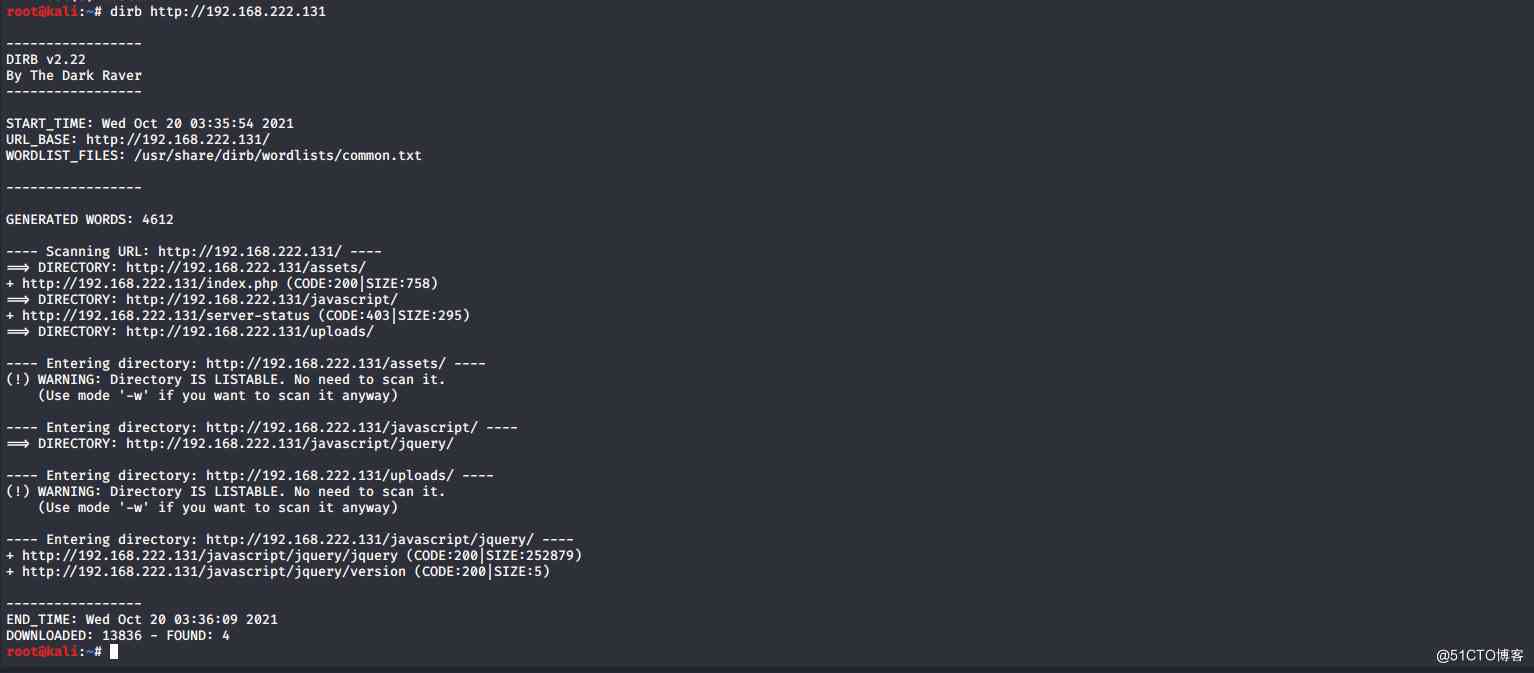 root@kali:~# dirb http://192.168.222.131
-----------------
DIRB v2.22
By The Dark Raver
-----------------
START_TIME: Wed Oct 20 03:35:54 2021
URL_BASE: http://192.168.222.131/
WORDLIST_FILES: /usr/share/dirb/wordlists/common.txt
-----------------
GENERATED WORDS: 4612
---- Scanning URL: http://192.168.222.131/ ----
==> DIRECTORY: http://192.168.222.131/assets/
+ http://192.168.222.131/index.php (CODE:200|SIZE:758)
==> DIRECTORY: http://192.168.222.131/javascript/
+ http://192.168.222.131/server-status (CODE:403|SIZE:295)
==> DIRECTORY: http://192.168.222.131/uploads/
---- Entering directory: http://192.168.222.131/assets/ ----
(!) WARNING: Directory IS LISTABLE. No need to scan it.
    (Use mode '-w' if you want to scan it anyway)
---- Entering directory: http://192.168.222.131/javascript/ ----
==> DIRECTORY: http://192.168.222.131/javascript/jquery/
---- Entering directory: http://192.168.222.131/uploads/ ----
(!) WARNING: Directory IS LISTABLE. No need to scan it.
    (Use mode '-w' if you want to scan it anyway)
---- Entering directory: http://192.168.222.131/javascript/jquery/ ----
+ http://192.168.222.131/javascript/jquery/jquery (CODE:200|SIZE:252879)
+ http://192.168.222.131/javascript/jquery/version (CODE:200|SIZE:5)
-----------------
END_TIME: Wed Oct 20 03:36:09 2021
DOWNLOADED: 13836 - FOUND: 4
root@kali:~#
@51CTO博客